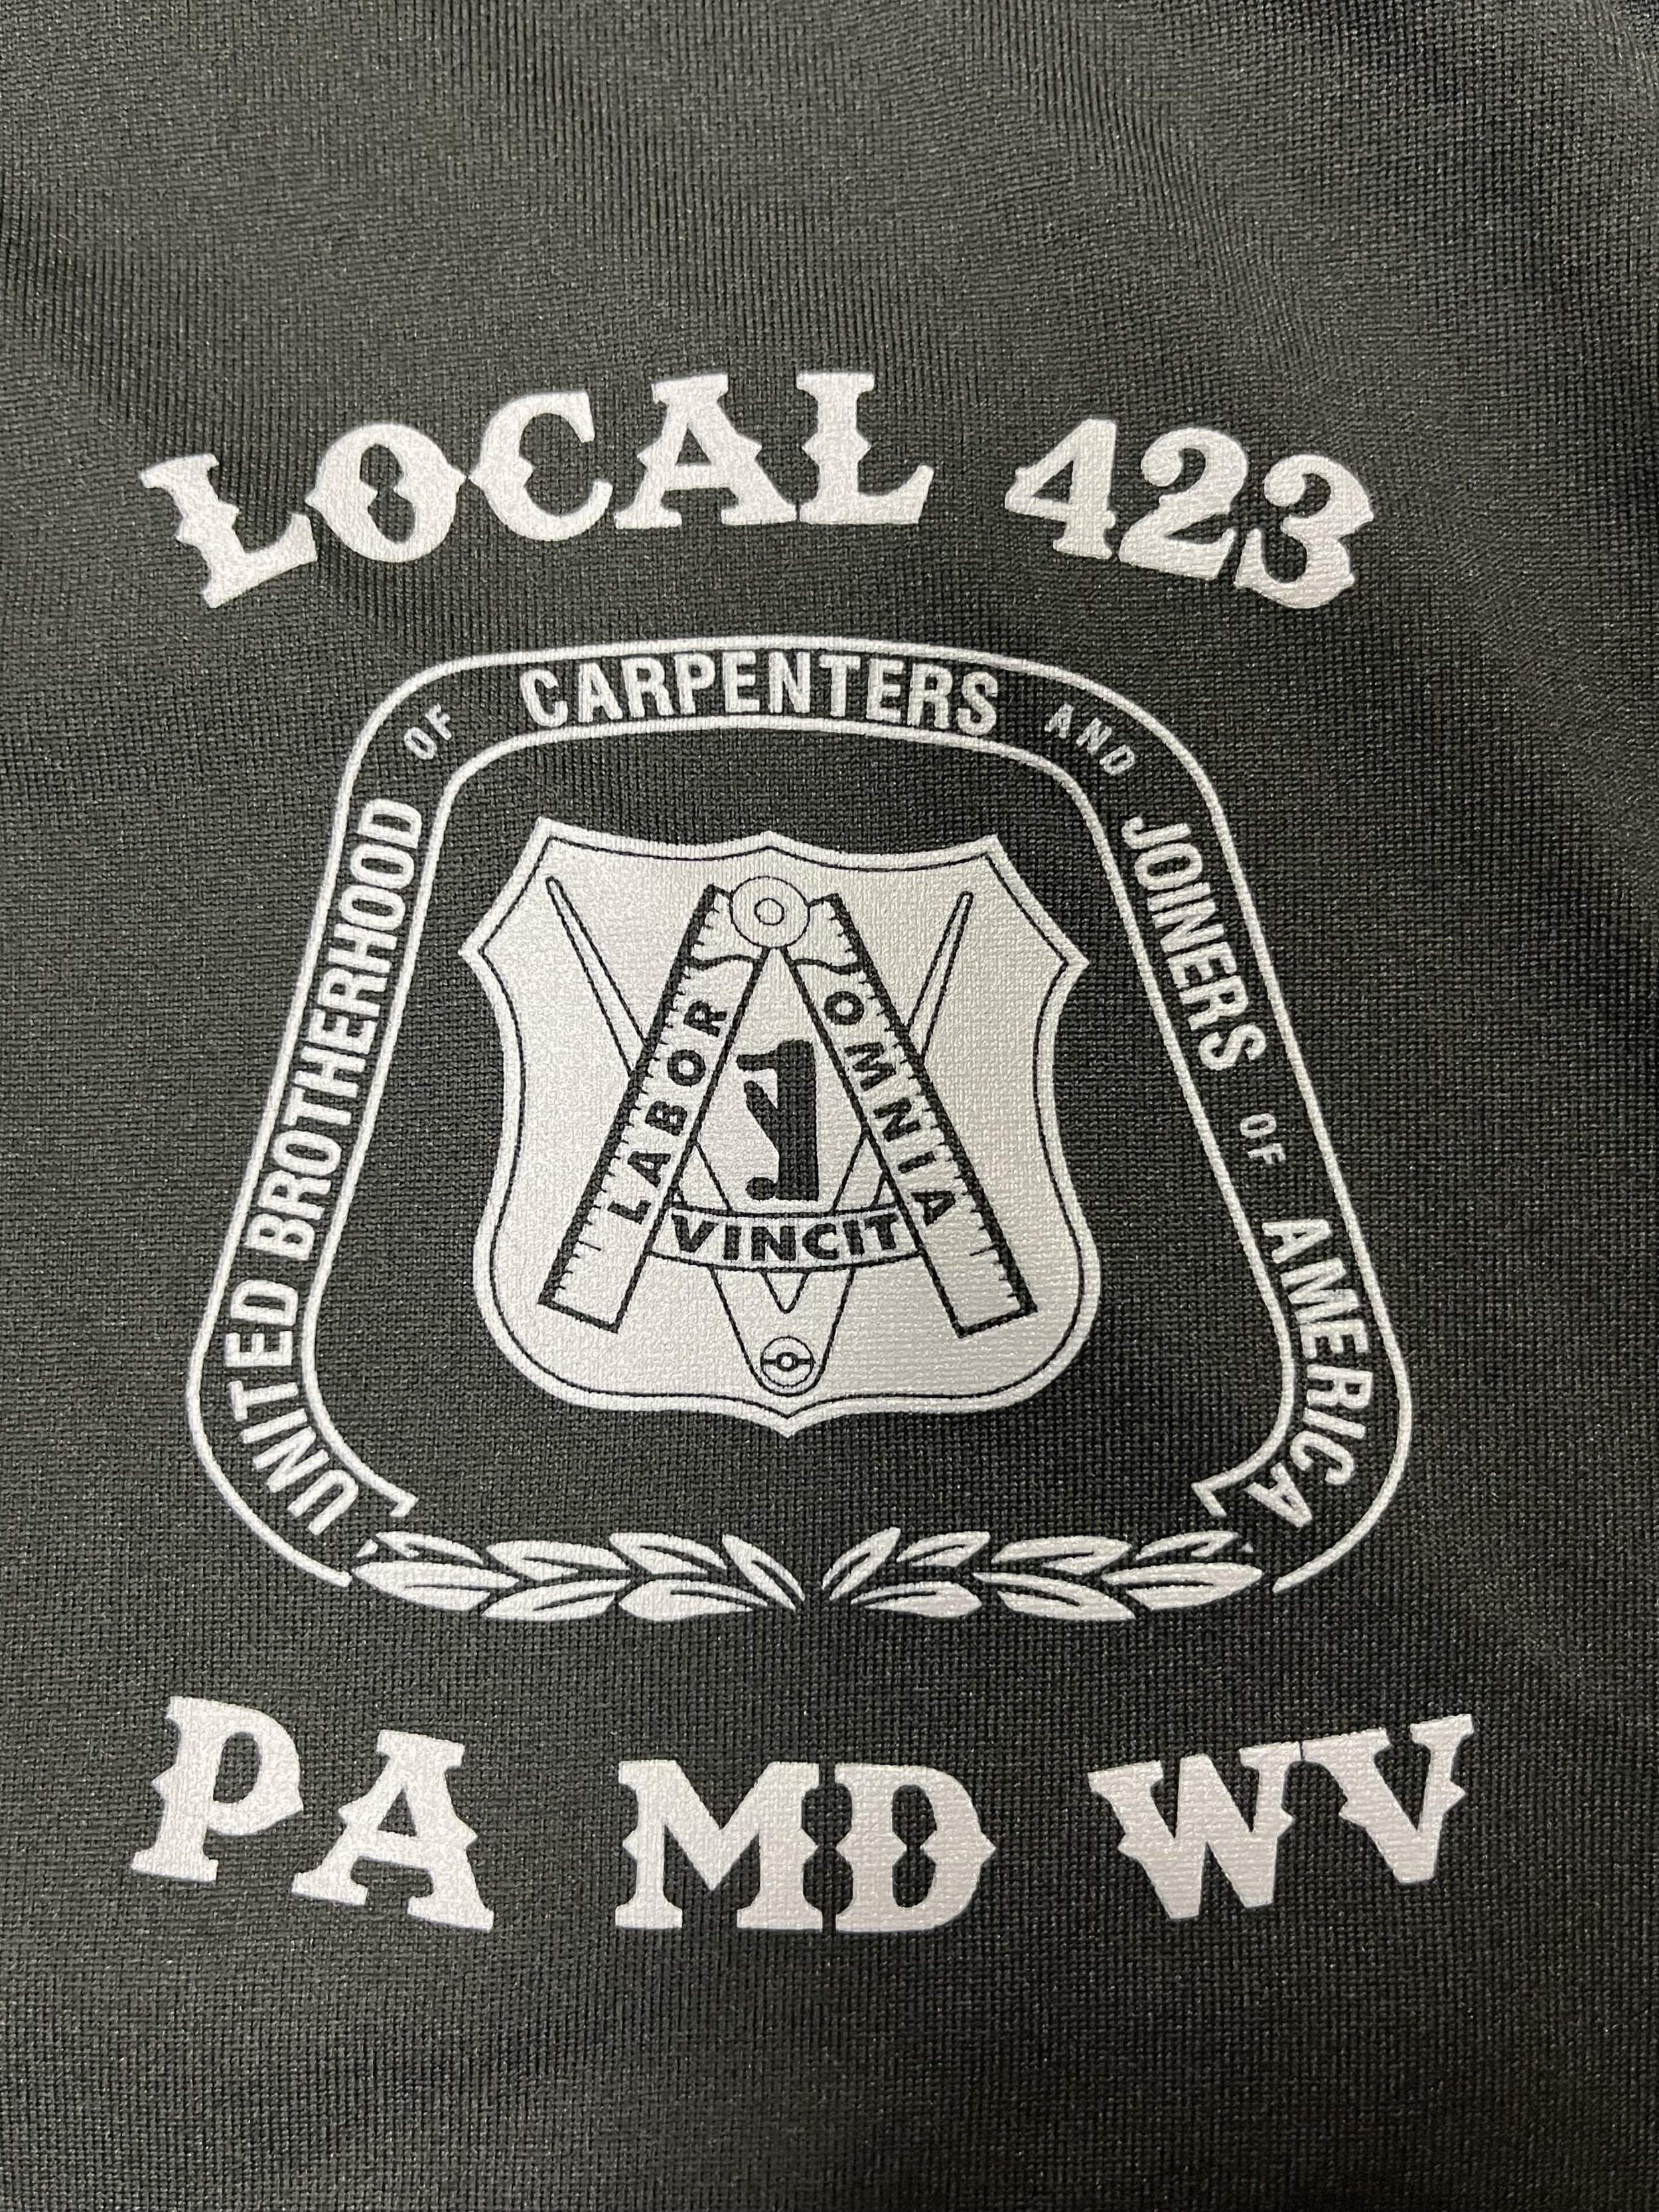 LOCAL 423
UNITED BROTHERHOOD OF CARPENTERS AND JOINERS OF AMERICA
LABOR OMNIA
VINCIT
PA MD WV